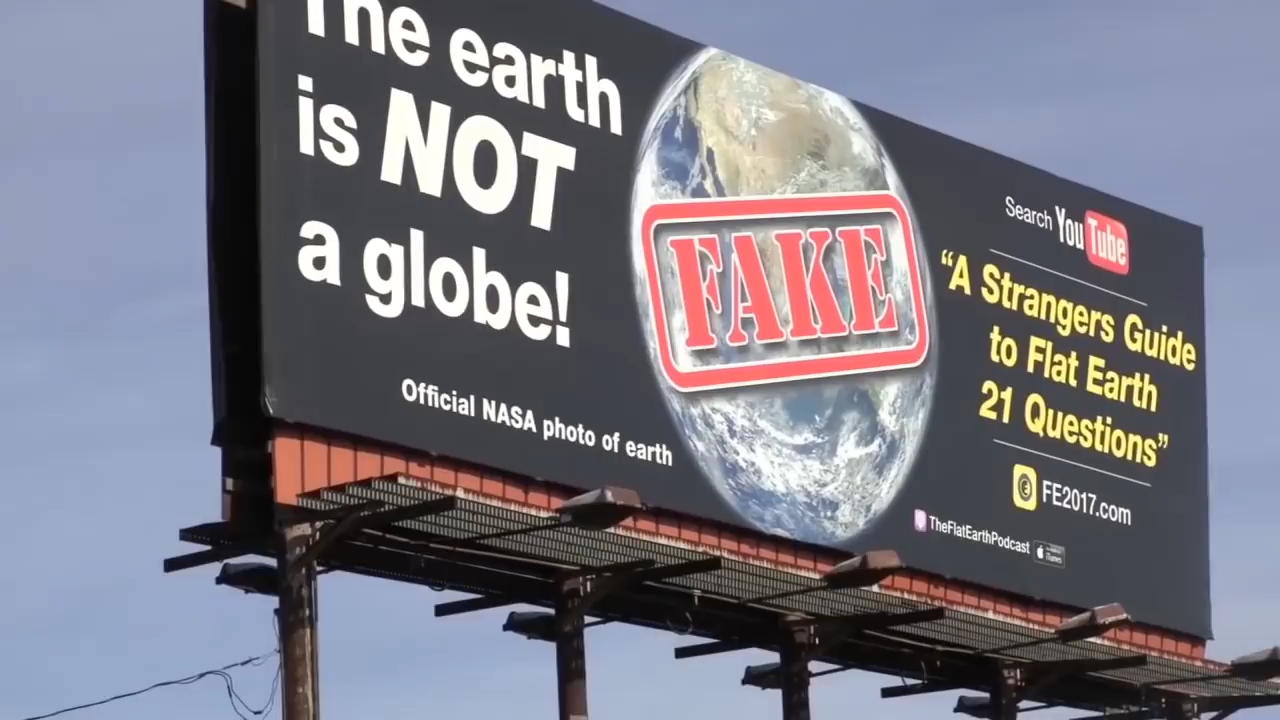 The earth
is NOT
a globe!
Official NASA photo of earth
FAKE
Search YouTube
“A Strangers Guide
to Flat Earth
21 Questions”
FE2017.com
TheFlatEarthPodcast
iTunes